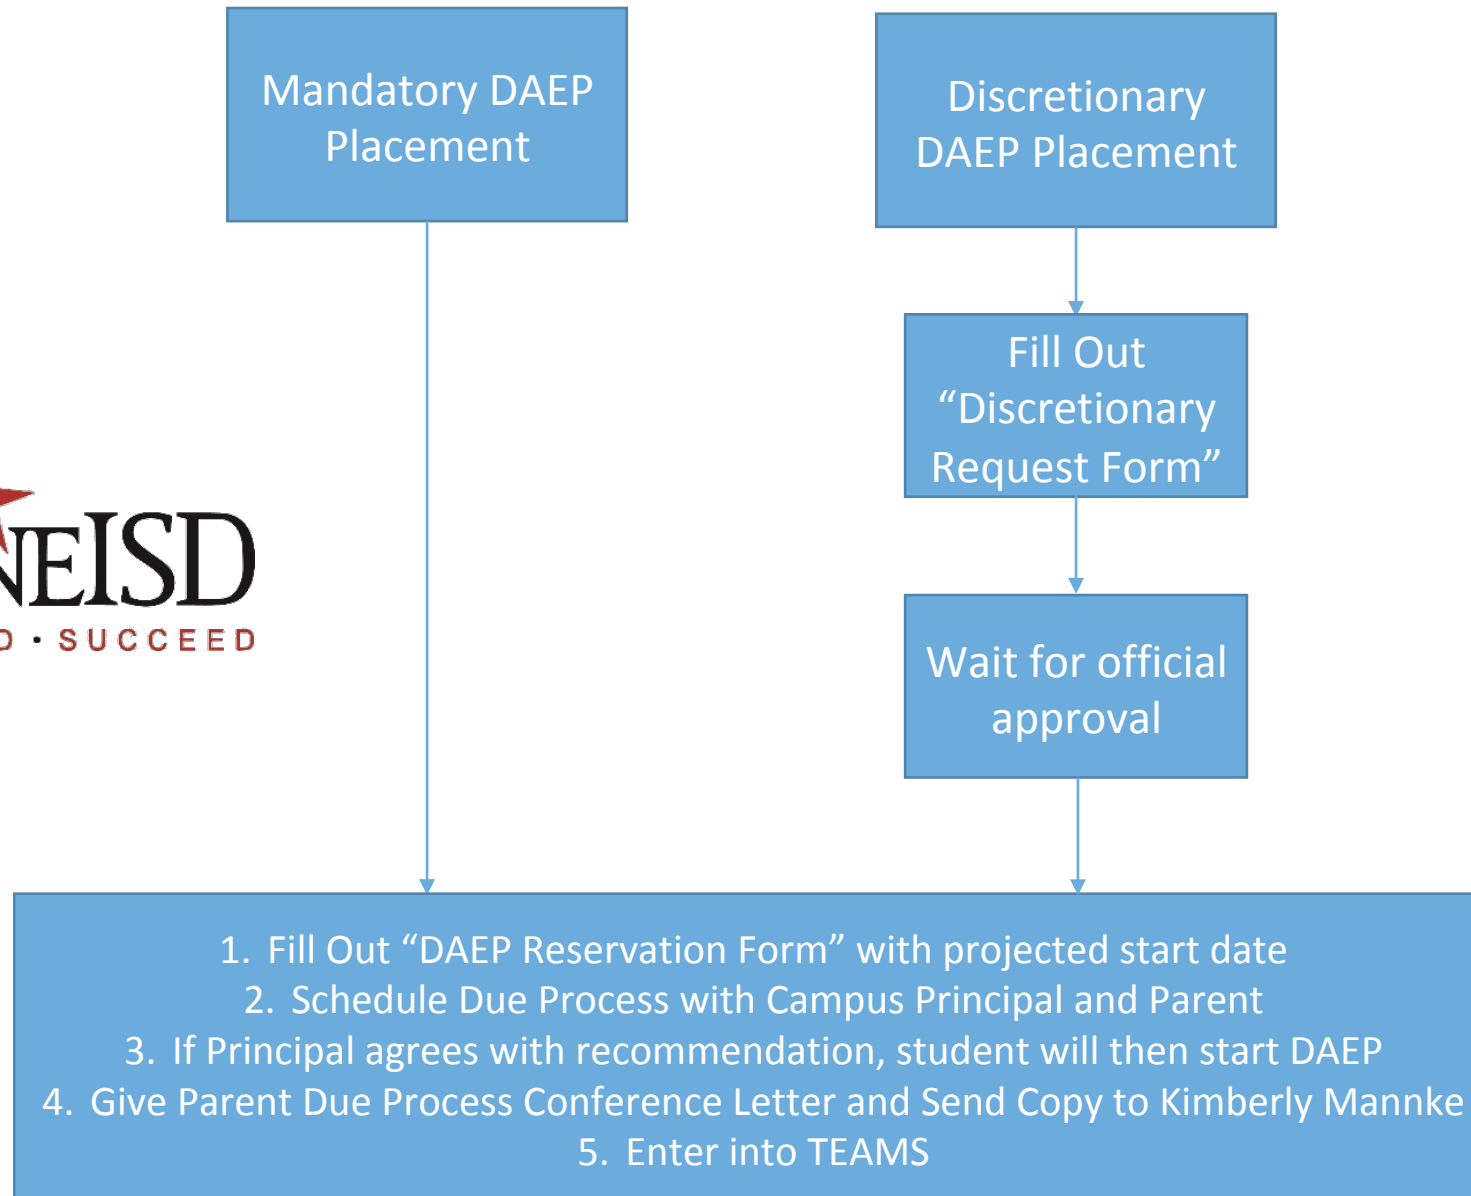 Mandatory DAEP
Placement
Discretionary
DAEP Placement
Fill Out
“Discretionary
Request Form”
NEISD
D · SUCCEED
Wait for official
approval
1. Fill Out “DAEP Reservation Form” with projected start date
2. Schedule Due Process with Campus Principal and Parent
3. If Principal agrees with recommendation, student will then start DAEP
4. Give Parent Due Process Conference Letter and Send Copy to Kimberly Mannke
5. Enter into TEAMS